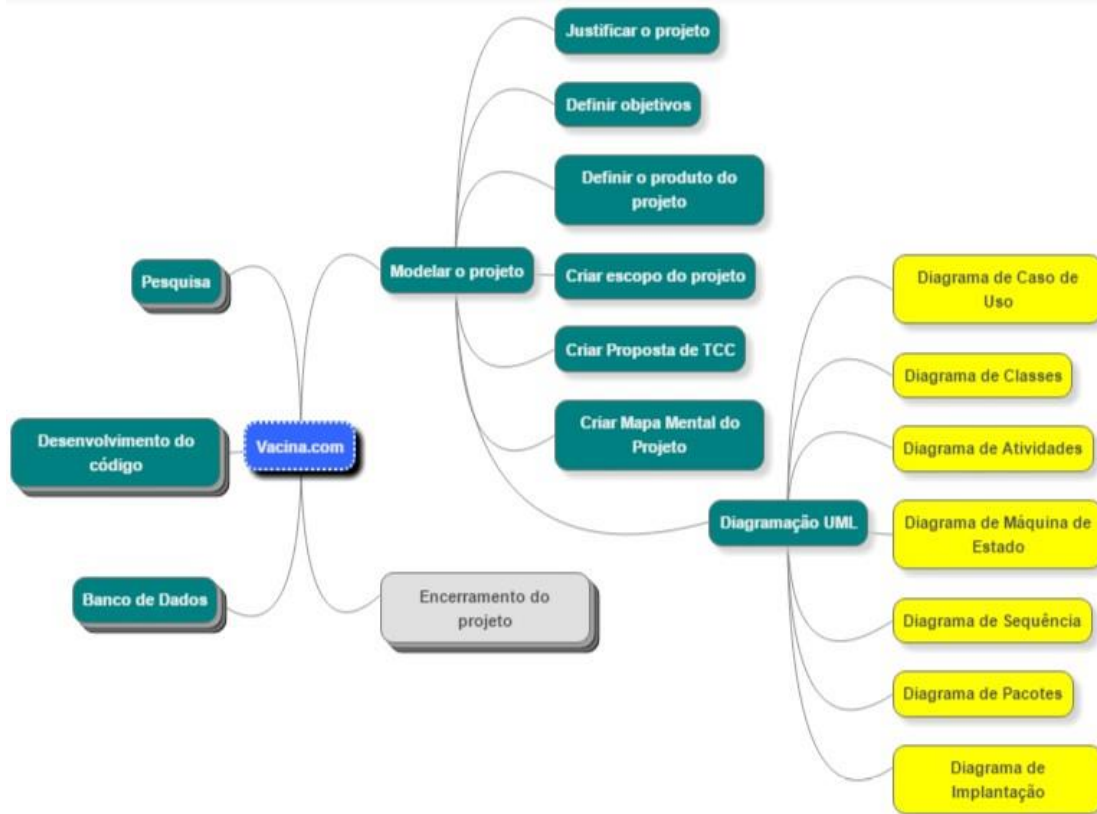 Justificar o projeto
Definir objetivos
Definir o produto do
projeto
Modelar o projeto
Criar escopo do projeto
Criar Proposta de TCC
Criar Mapa Mental do
Projeto
Diagramação UML
Diagrama de Caso de
Uso
Diagrama de Classes
Diagrama de Atividades
Diagrama de Máquina de
Estado
Diagrama de Sequência
Diagrama de Pacotes
Diagrama de
Implantação
Pesquisa
Desenvolvimento do
código
Vacina.com
Banco de Dados
Encerramento do
projeto